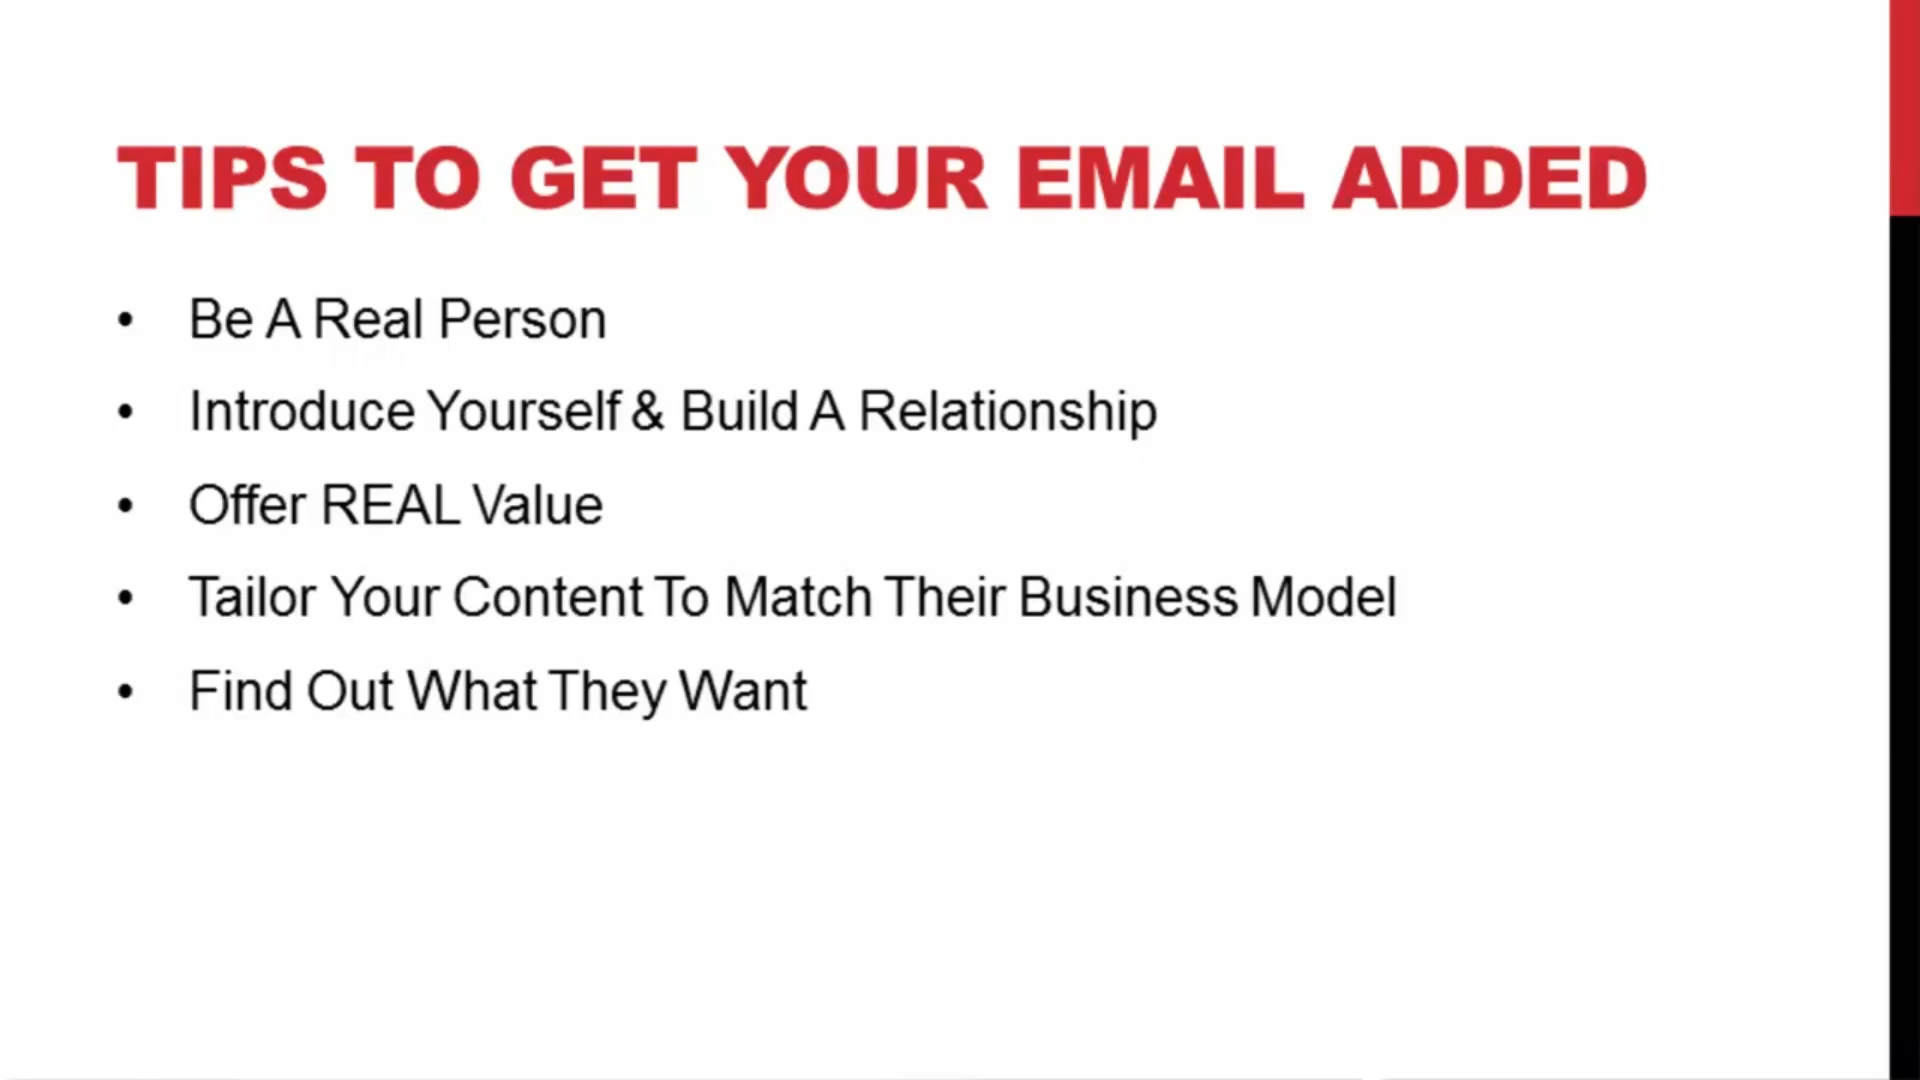 TIPS TO GET YOUR EMAIL ADDED
• Be A Real Person
• Introduce Yourself & Build A Relationship
• Offer REAL Value
• Tailor Your Content To Match Their Business Model
• Find Out What They Want